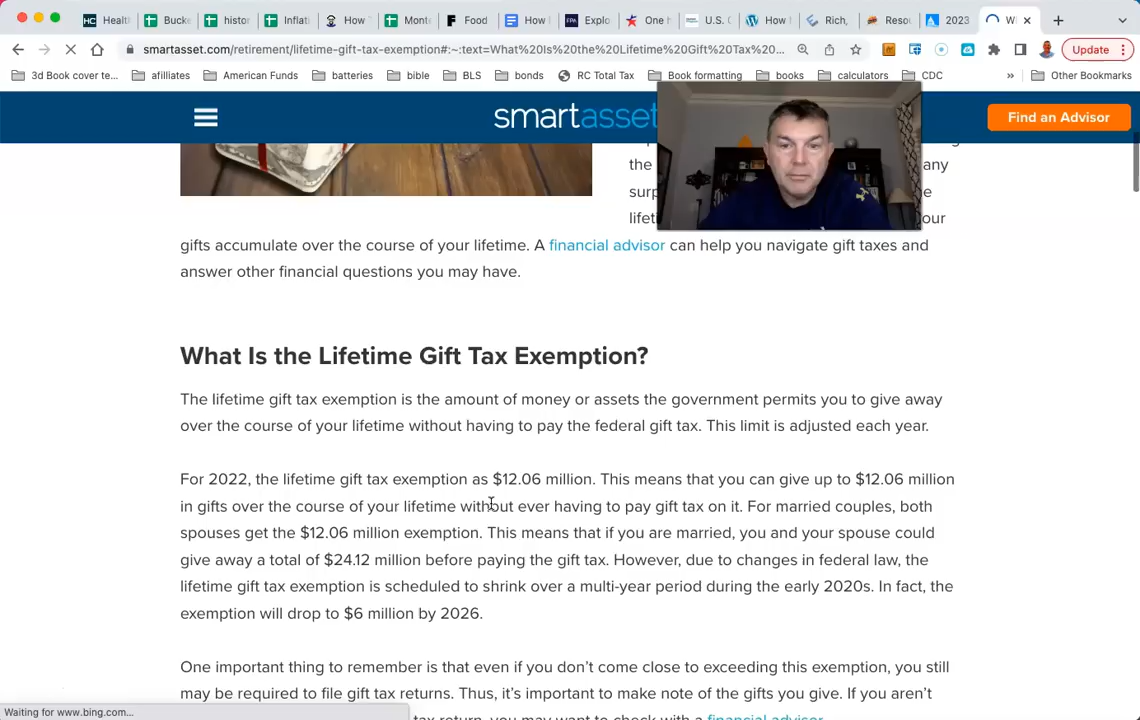 Healt
Bucke
histor
Inflati
How T
Monte
Food
How I
Explo
One h
U.S. C
How I
Rich,
Resou
2023
Wi
smartasset.com/retirement/lifetime-gift-tax-exemption#:~:text=What%20Is%20the%20Lifetime%20Gift%20Tax%20...
Update
3d Book cover te...
afilliates
American Funds
batteries
bible
BLS
bonds
RC Total Tax
Book formatting
books
calculators
CDC
»
Other Bookmarks
smartasset
Find an Advisor
the
any
surp
e
lifeti
our
gifts accumulate over the course of your lifetime. A financial advisor can help you navigate gift taxes and
answer other financial questions you may have.
What Is the Lifetime Gift Tax Exemption?
The lifetime gift tax exemption is the amount of money or assets the government permits you to give away
over the course of your lifetime without having to pay the federal gift tax. This limit is adjusted each year.
For 2022, the lifetime gift tax exemption as $12.06 million. This means that you can give up to $12.06 million
in gifts over the course of your lifetime without ever having to pay gift tax on it. For married couples, both
spouses get the $12.06 million exemption. This means that if you are married, you and your spouse could
give away a total of $24.12 million before paying the gift tax. However, due to changes in federal law, the
lifetime gift tax exemption is scheduled to shrink over a multi-year period during the early 2020s. In fact, the
exemption will drop to $6 million by 2026.
One important thing to remember is that even if you don't come close to exceeding this exemption, you still
may be required to file gift tax returns. Thus, it's important to make note of the gifts you give. If you aren't
tax return, you may want to check with a financial advisor
Waiting for www.bing.com...